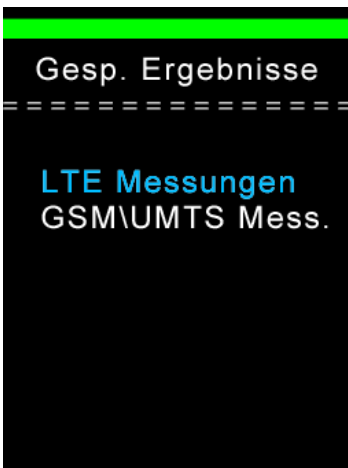 Gesp. Ergebnisse
================
LTE Messungen
GSM\UMTS Mess.